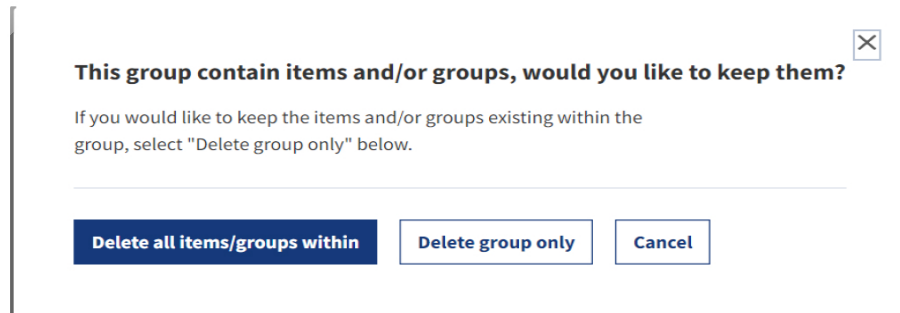 This group contain items and/or groups, would you like to keep them?
If you would like to keep the items and/or groups existing within the
group, select "Delete group only" below.
Delete all items/groups within
Delete group only
Cancel